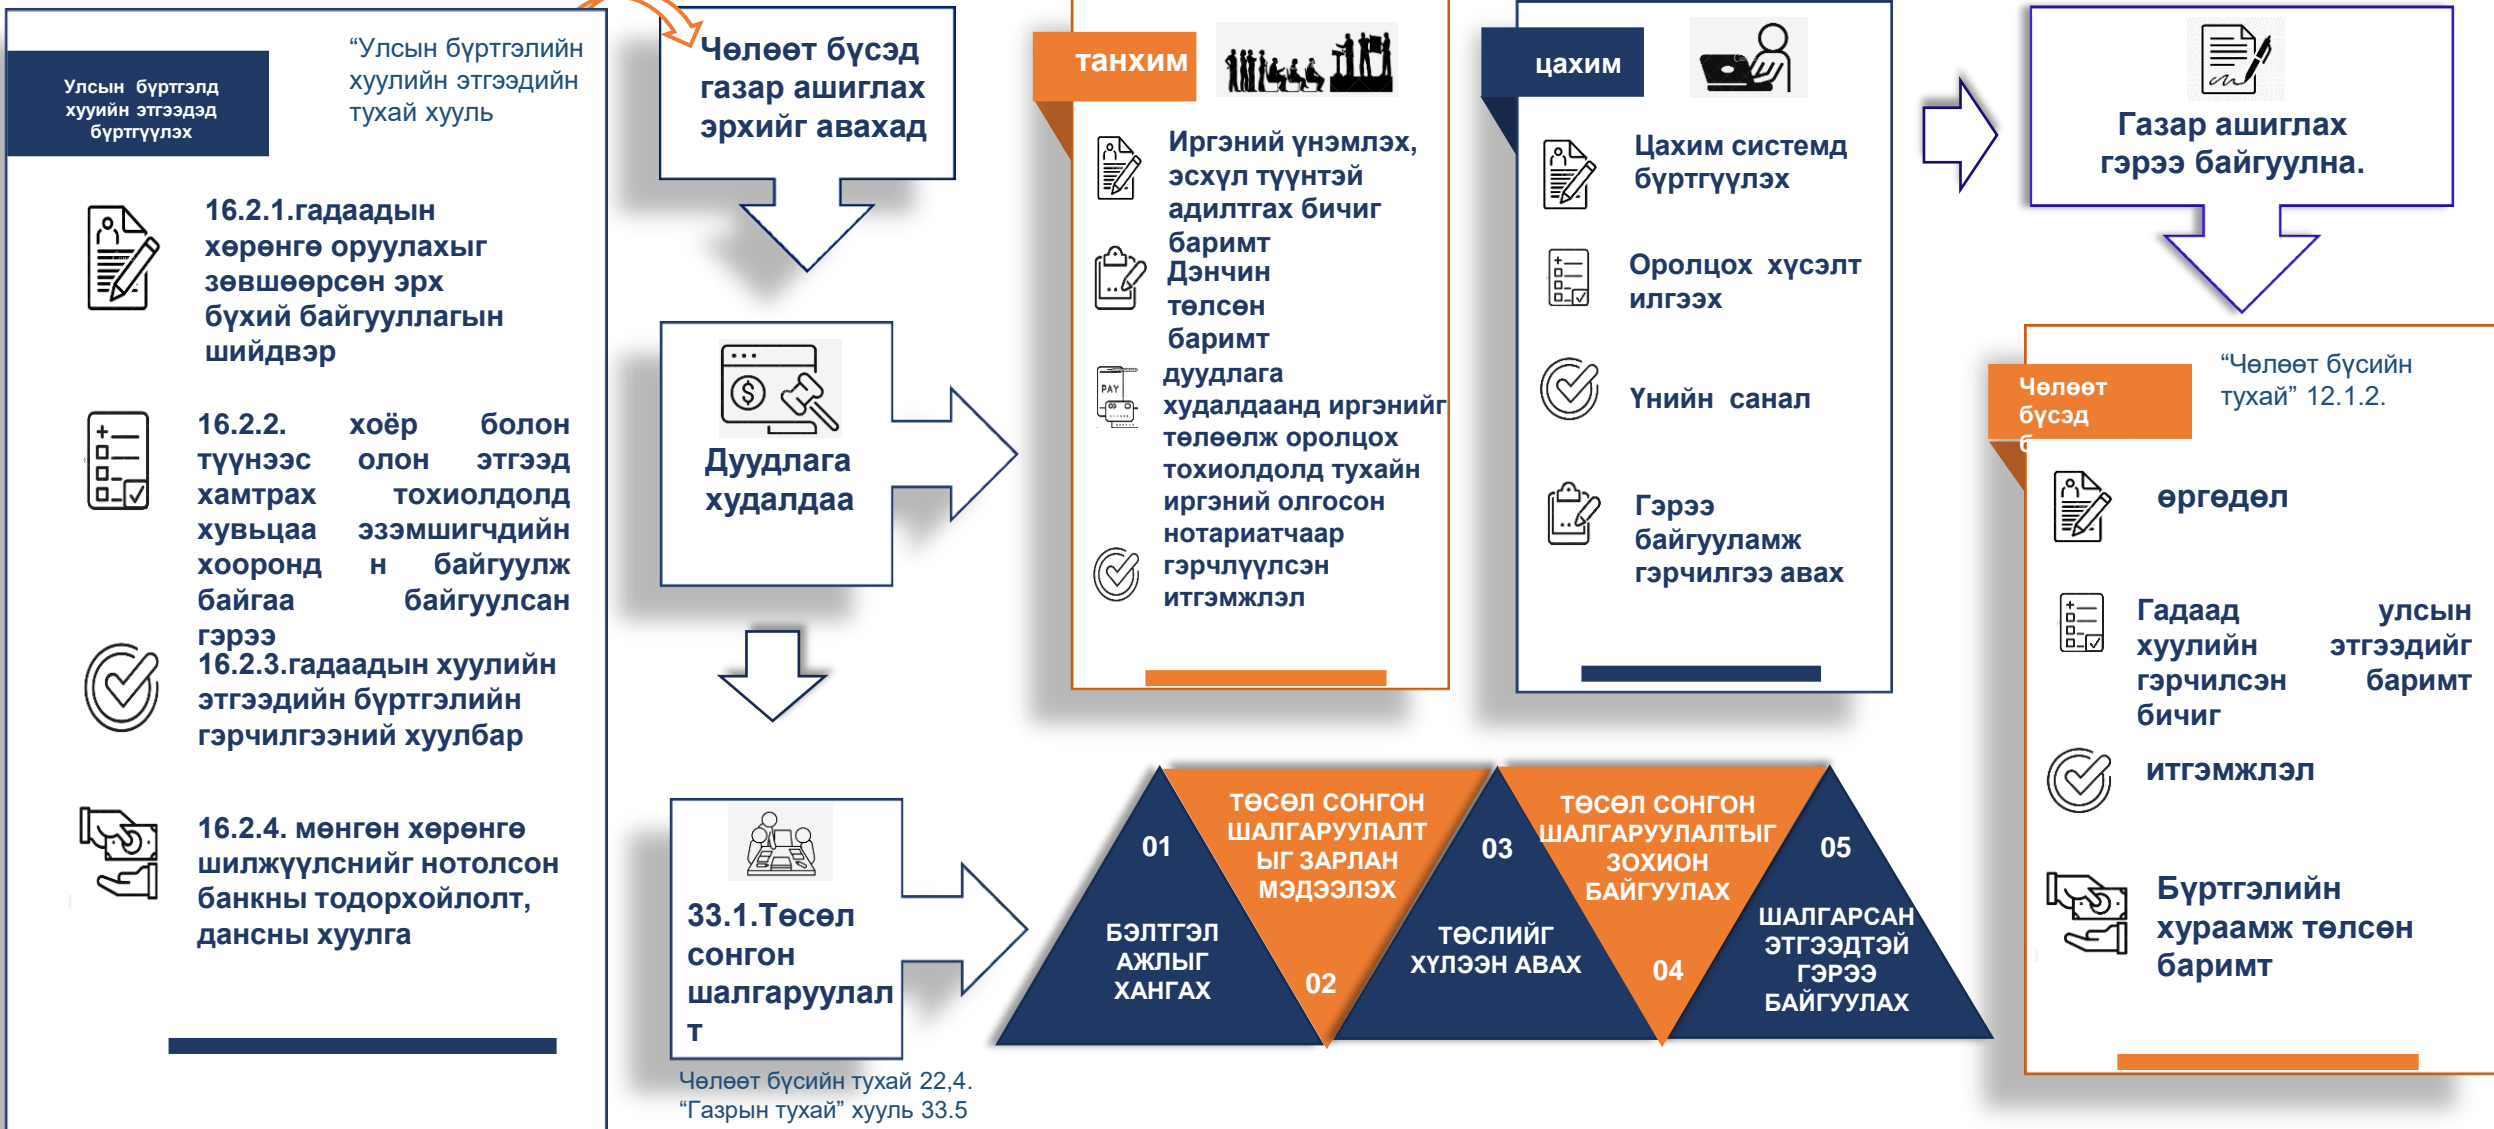 Улсын бүртгэлд
хууийн этгээдэд
бүртгүүлэх
“Улсын бүртгэлийн
хуулийн этгээдийн
тухай хууль
16.2.1.гадаадын
хөрөнгө оруулахыг
зөвшөөрсөн эрх
бүхий байгууллагын
шийдвэр
16.2.2. хоёр болон
түүнээс олон этгээд
хамтрах тохиолдолд
хувьцаа эзэмшигчдийн
хооронд н байгуулж
байгаа байгуулсан
гэрээ
16.2.3.гадаадын хуулийн
этгээдийн бүртгэлийн
гэрчилгээний хуулбар
16.2.4. мөнгөн хөрөнгө
шилжүүлснийг нотолсон
банкны тодорхойлолт,
дансны хуулга
Чөлөөт бүсэд
газар ашиглах
эрхийг авахад
Дуудлага
худалдаа
33.1.Төсөл
сонгон
шалгаруулал
т
Чөлөөт бүсийн тухай 22,4.
“Газрын тухай” хууль 33.5
танхим
Иргэний үнэмлэх,
эсхүл түүнтэй
адилтгах бичиг
баримт
Дэнчин
төлсөн
баримт
PAY
дуудлага
худалдаанд иргэнийг
төлөөлж оролцох
тохиолдолд тухайн
иргэний олгосон
нотариатчаар
гэрчлүүлсэн
итгэмжлэл
цахим
Цахим системд
бүртгүүлэх
Оролцох хүсэлт
илгээх
Үнийн санал
Гэрээ
байгууламж
гэрчилгээ авах
01
БЭЛТГЭЛ
АЖЛЫГ
ХАНГАХ
ТӨСӨЛ СОНГОН
ШАЛГАРУУЛАЛТ
ЫГ ЗАРЛАН
МЭДЭЭЛЭХ
02
03
ТӨСЛИЙГ
ХҮЛЭЭН АВАХ
ТӨСӨЛ СОНГОН
ШАЛГАРУУЛАЛТЫГ
ЗОХИОН
БАЙГУУЛАХ
04
05
ШАЛГАРСАН
ЭТГЭЭДТЭЙ
ГЭРЭЭ
БАЙГУУЛАХ
Газар ашиглах
гэрээ байгуулна.
Чөлөөт
бүсэд
“Чөлөөт бүсийн
тухай” 12.1.2.
өргөдөл
Гадаад улсын
хуулийн этгээдийг
гэрчилсэн баримт
бичиг
итгэмжлэл
Бүртгэлийн
хураамж төлсөн
баримт